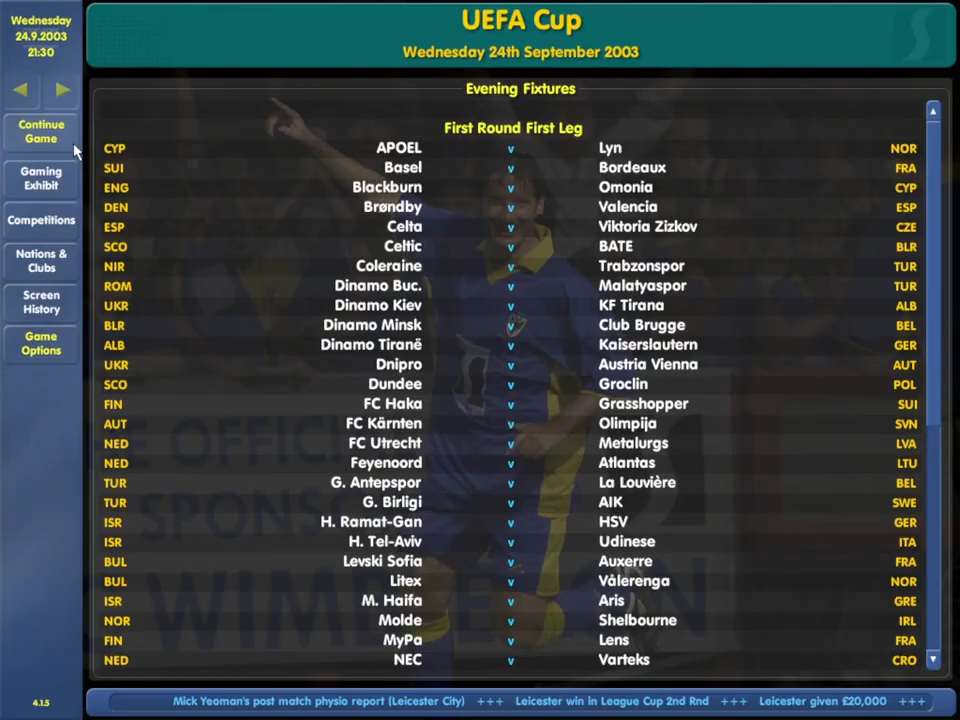 Wednesday
24.9.2003
21:30
Continue
Game
Gaming
Exhibit
Competitions
Nations &
Clubs
Screen
History
Game
Options
4.1.5
UEFA Cup
Wednesday 24th September 2003
Evening Fixtures
First Round First Leg
CYP APOEL v Lyn NOR
SUI Basel v Bordeaux FRA
ENG Blackburn v Omonia CYP
DEN Brøndby v Valencia ESP
ESP Celta v Viktoria Zizkov CZE
SCO Celtic v BATE BLR
NIR Coleraine v Trabzonspor TUR
ROM Dinamo Buc. v Malatyaspor TUR
UKR Dinamo Kiev v KF Tirana ALB
BLR Dinamo Minsk v Club Brugge BEL
ALB Dinamo Tiranë v Kaiserslautern GER
UKR Dnipro v Austria Vienna AUT
SCO Dundee v Groclin POL
FIN FC Haka v Grasshopper SUI
AUT FC Kärnten v Olimpija SVN
NED FC Utrecht v Metalurgs LVA
NED Feyenoord v Atlantas LTU
TUR G. Antepspor v La Louvière BEL
TUR G. Birligi v AIK SWE
ISR H. Ramat-Gan v HSV GER
ISR H. Tel-Aviv v Udinese ITA
BUL Levski Sofia v Auxerre FRA
BUL Litex v Vålerenga NOR
ISR M. Haifa v Aris GRE
NOR Molde v Shelbourne IRL
FIN MyPa v Lens FRA
NED NEC v Varteks CRO
THE OFFICIAL
SPONSOR
WIMBLEDON
Mick Yeoman's post match physio report (Leicester City) +++ Leicester win in League Cup 2nd Rnd +++ Leicester given £20,000 +++